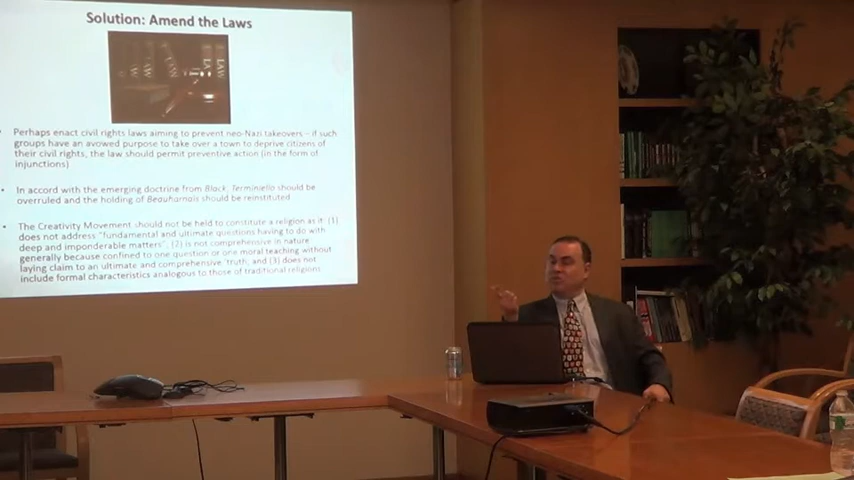 Solution: Amend the Laws
LAW
• Perhaps enact civil rights laws aiming to prevent neo-Nazi takeovers – if such
groups have an avowed purpose to take over a town to deprive citizens of
their civil rights, the law should permit preventive action (in the form of
injunctions)
• In accord with the emerging doctrine from Black, Terminiello should be
overruled and the holding of Beauharnais should be reinstituted
• The Creativity Movement should not be held to constitute a religion as it (1)
does not address "fundamental and ultimate questions having to do with
deep and imponderable matters", (2) is not comprehensive in nature
generally because confined to one question or one moral teaching without
laying claim to an ultimate and comprehensive 'truth; and (3) does not
include formal characteristics analogous to those of traditional religions